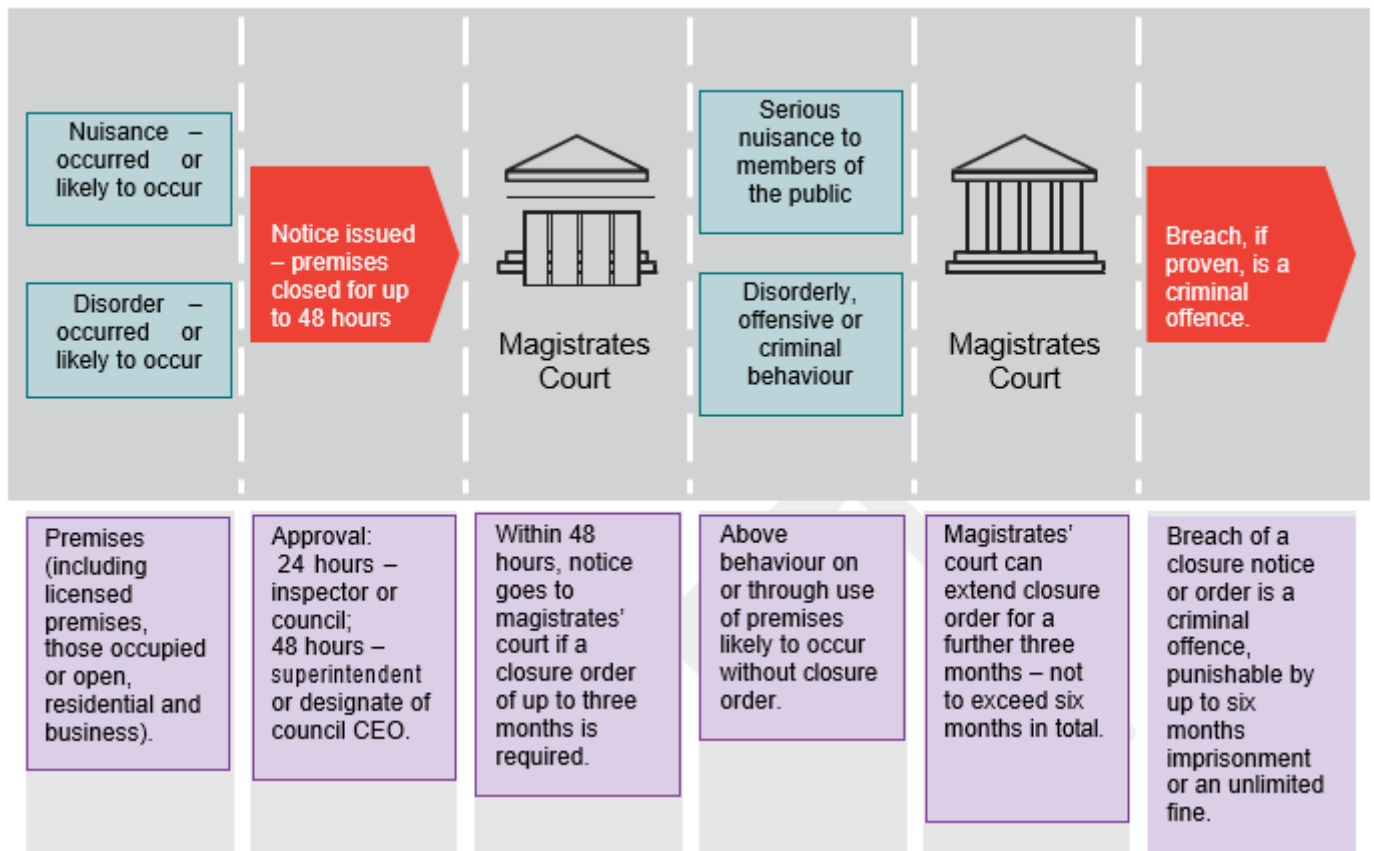 Nuisance –
occurred or
likely to occur
Disorder –
occurred or
likely to occur
Notice issued
– premises
closed for up
to 48 hours
Magistrates
Court
Serious
nuisance to
members of
the public
Disorderly,
offensive or
criminal
behaviour
Magistrates
Court
Breach, if
proven, is a
criminal
offence.
Premises
(including
licensed
premises,
those occupied
or open,
residential and
business).
Approval:
24 hours –
inspector or
council;
48 hours –
superintendent
or designate of
council CEO.
Within 48
hours, notice
goes to
magistrates’
court if a
closure order
of up to three
months is
required.
Above
behaviour on
or through use
of premises
likely to occur
without closure
order.
Magistrates’
court can
extend closure
order for a
further three
months – not
to exceed six
months in total.
Breach of a
closure notice
or order is a
criminal
offence,
punishable by
up to six
months
imprisonment
or an unlimited
fine.